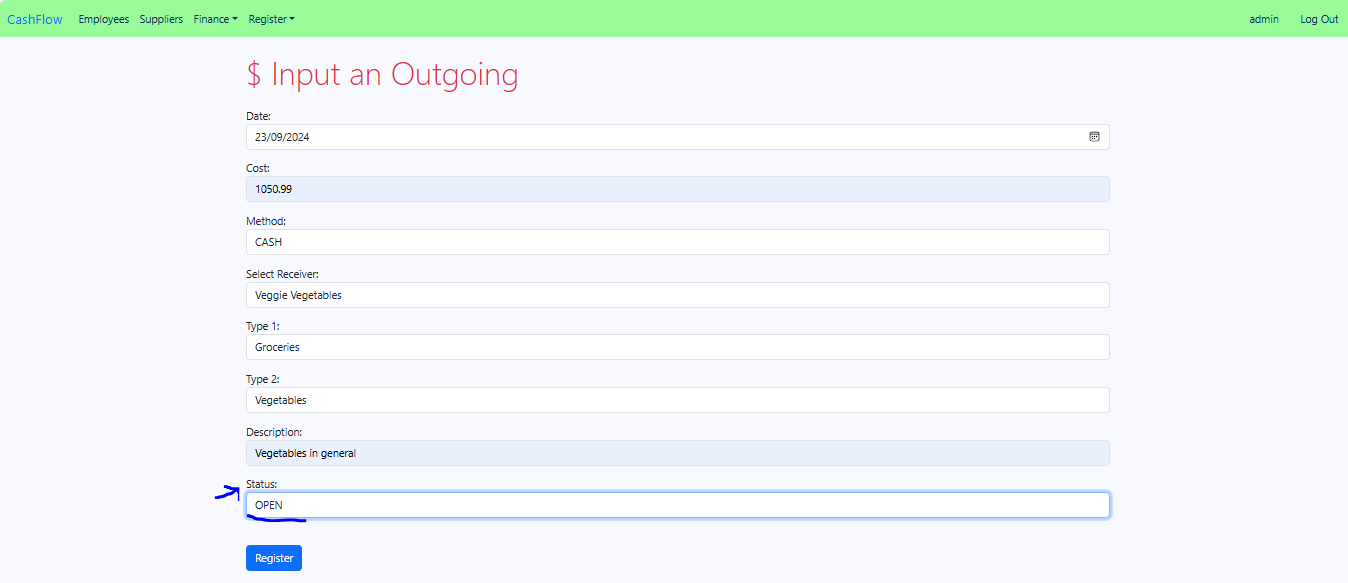 CashFlow Employees Suppliers Finance Register admin Log Out
$ Input an Outgoing
Date:
23/09/2024
Cost:
1050.99
Method:
CASH
Select Receiver:
Veggie Vegetables
Type 1:
Groceries
Type 2:
Vegetables
Description:
Vegetables in general
Status:
OPEN
Register